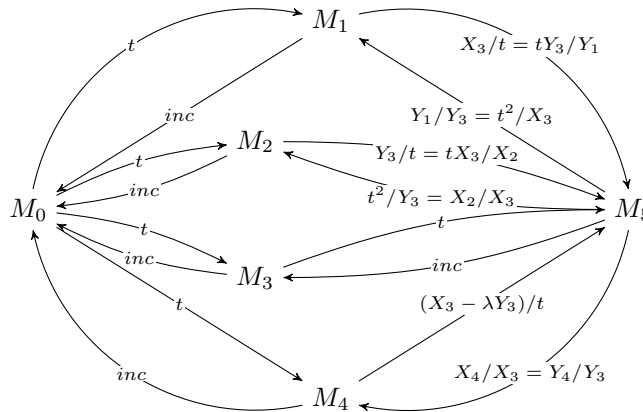 M_1
t
X_3/t = tY_3/Y_1
inc
Y_1/Y_3 = t^2/X_3
M_2
t
Y_3/t = tX_3/X_2
inc
t^2/Y_3 = X_2/X_3
M_0
M_5
t
t
inc
M_3
inc
t
(X_3 − λY_3)/t
inc
X_4/X_3 = Y_4/Y_3
M_4